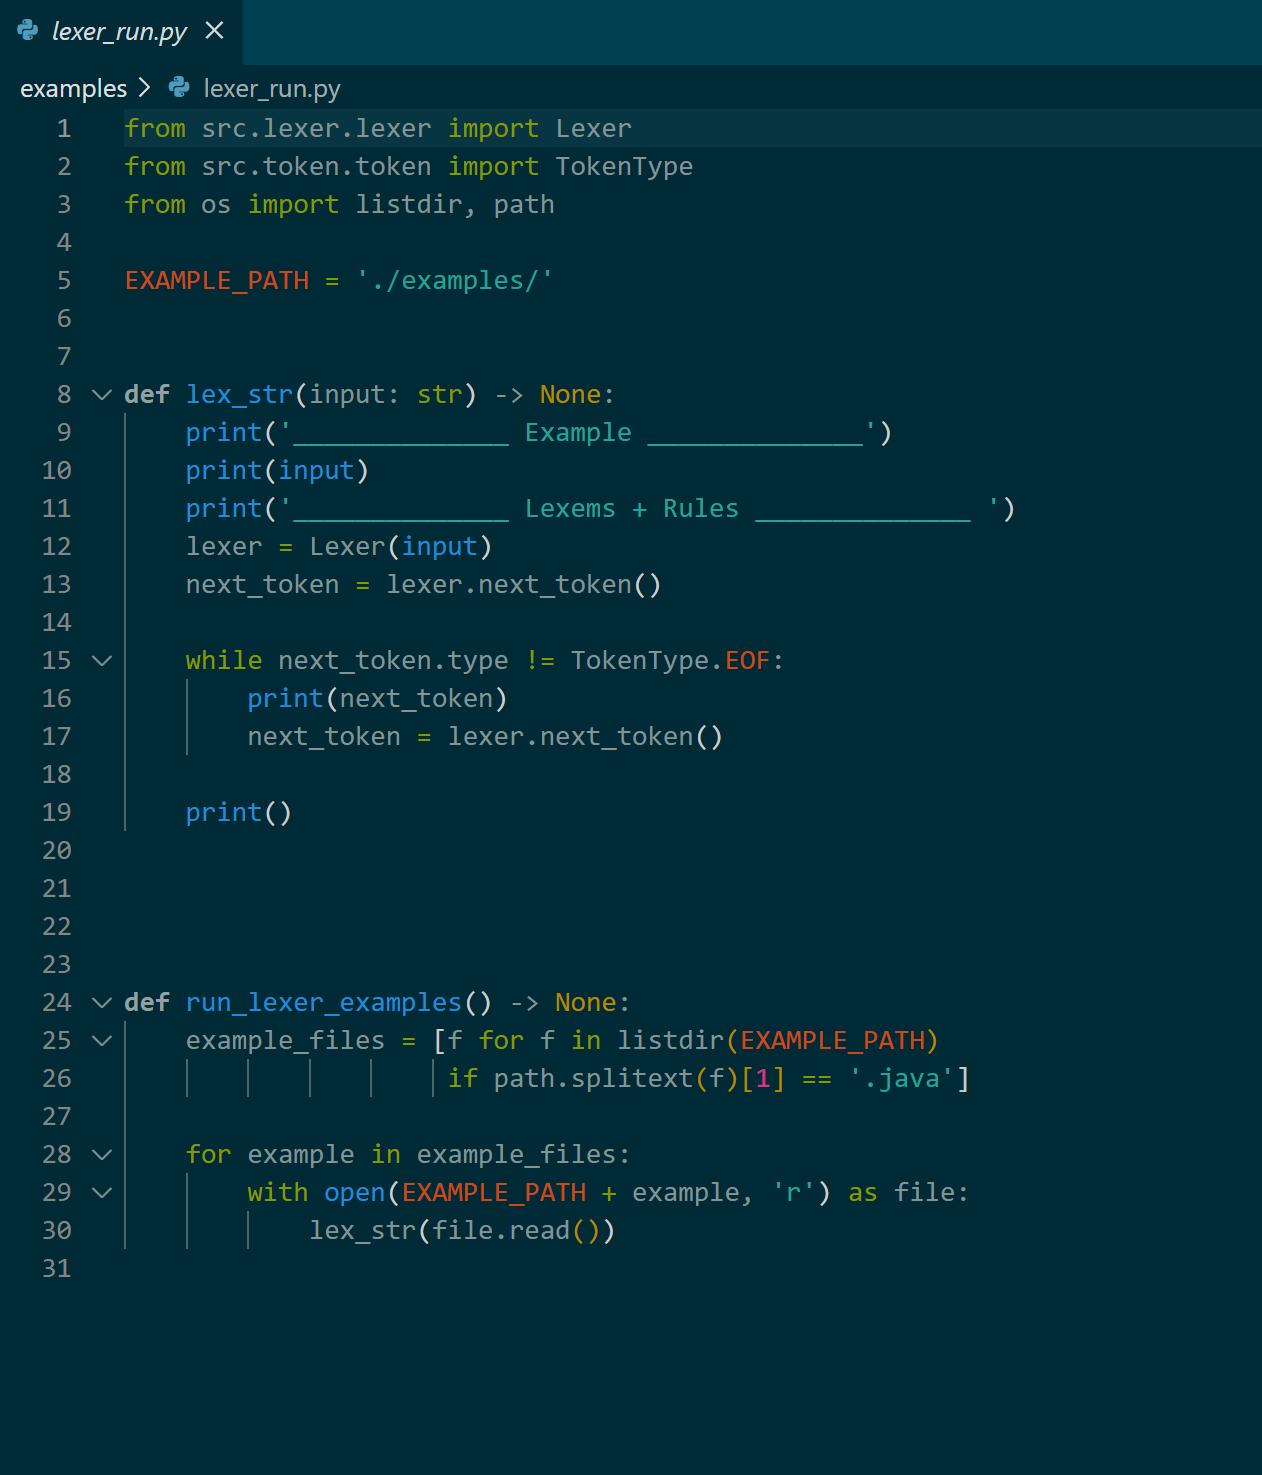 lexer_run.py
examples > lexer_run.py
1 from src.lexer.lexer import Lexer
2 from src.token.token import TokenType
3 from os import listdir, path
4
5 EXAMPLE_PATH = './examples/'
6
7
8 def lex_str(input: str) -> None:
9     print('______________ Example ______________')
10     print(input)
11     print('______________ Lexems + Rules ______________ ')
12     lexer = Lexer(input)
13     next_token = lexer.next_token()
14
15     while next_token.type != TokenType.EOF:
16         print(next_token)
17         next_token = lexer.next_token()
18
19     print()
20
21
22
23
24 def run_lexer_examples() -> None:
25     example_files = [f for f in listdir(EXAMPLE_PATH)
26                      if path.splitext(f)[1] == '.java']
27
28     for example in example_files:
29         with open(EXAMPLE_PATH + example, 'r') as file:
30             lex_str(file.read())
31